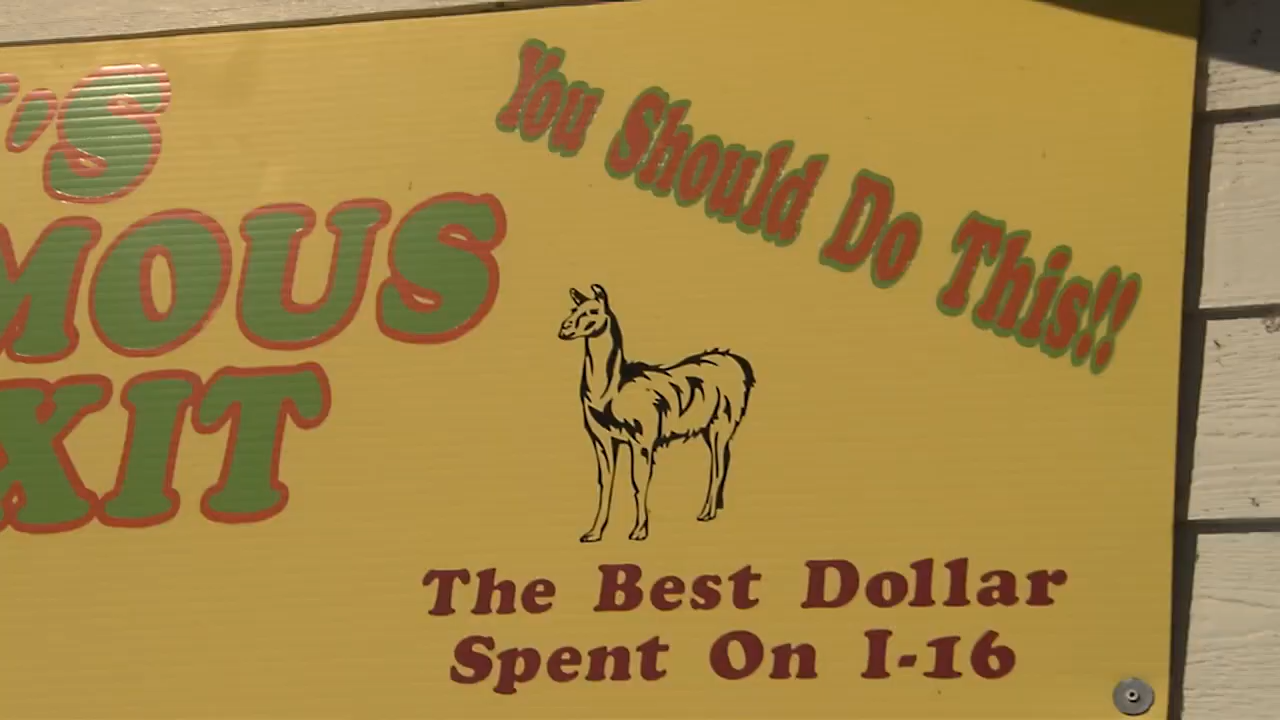 'S
MOUS
XIT
You Should Do This!!
The Best Dollar
Spent On I-16